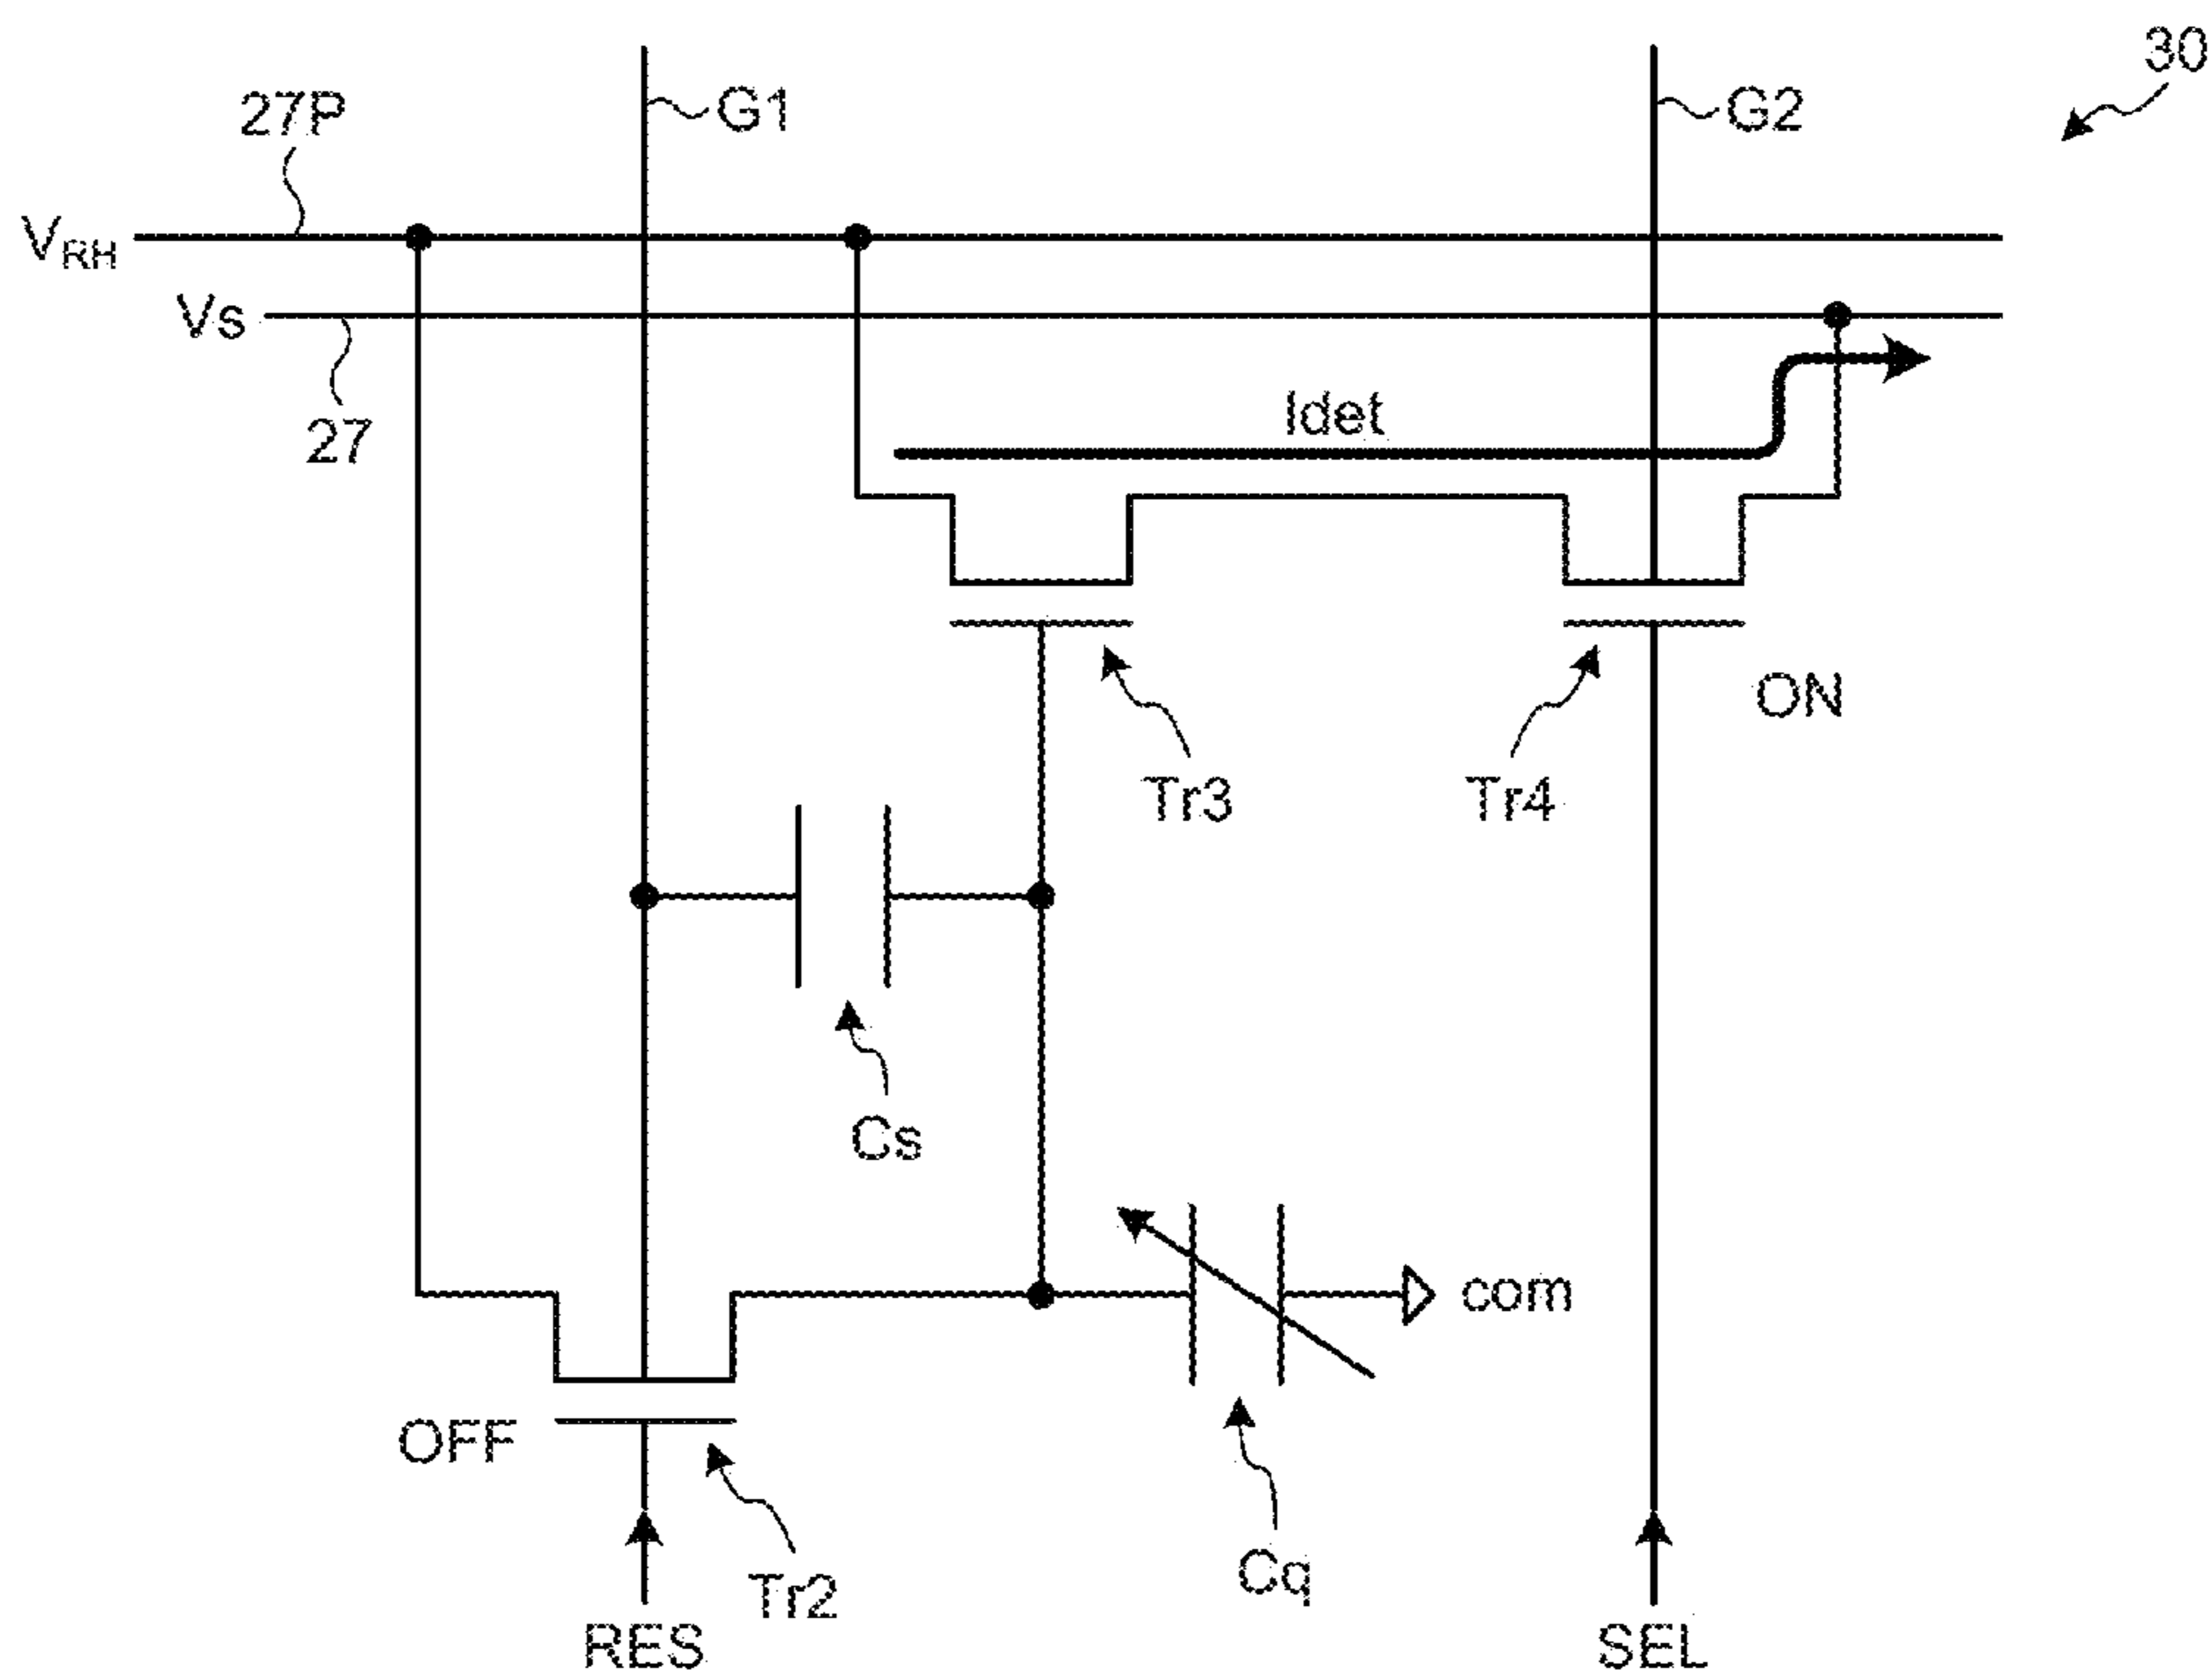 30
27P
G1
G2
VRH
Vs
27
Idet
ON
Tr3
Tr4
Cs
com
OFF
Tr2
Cq
RES
SEL